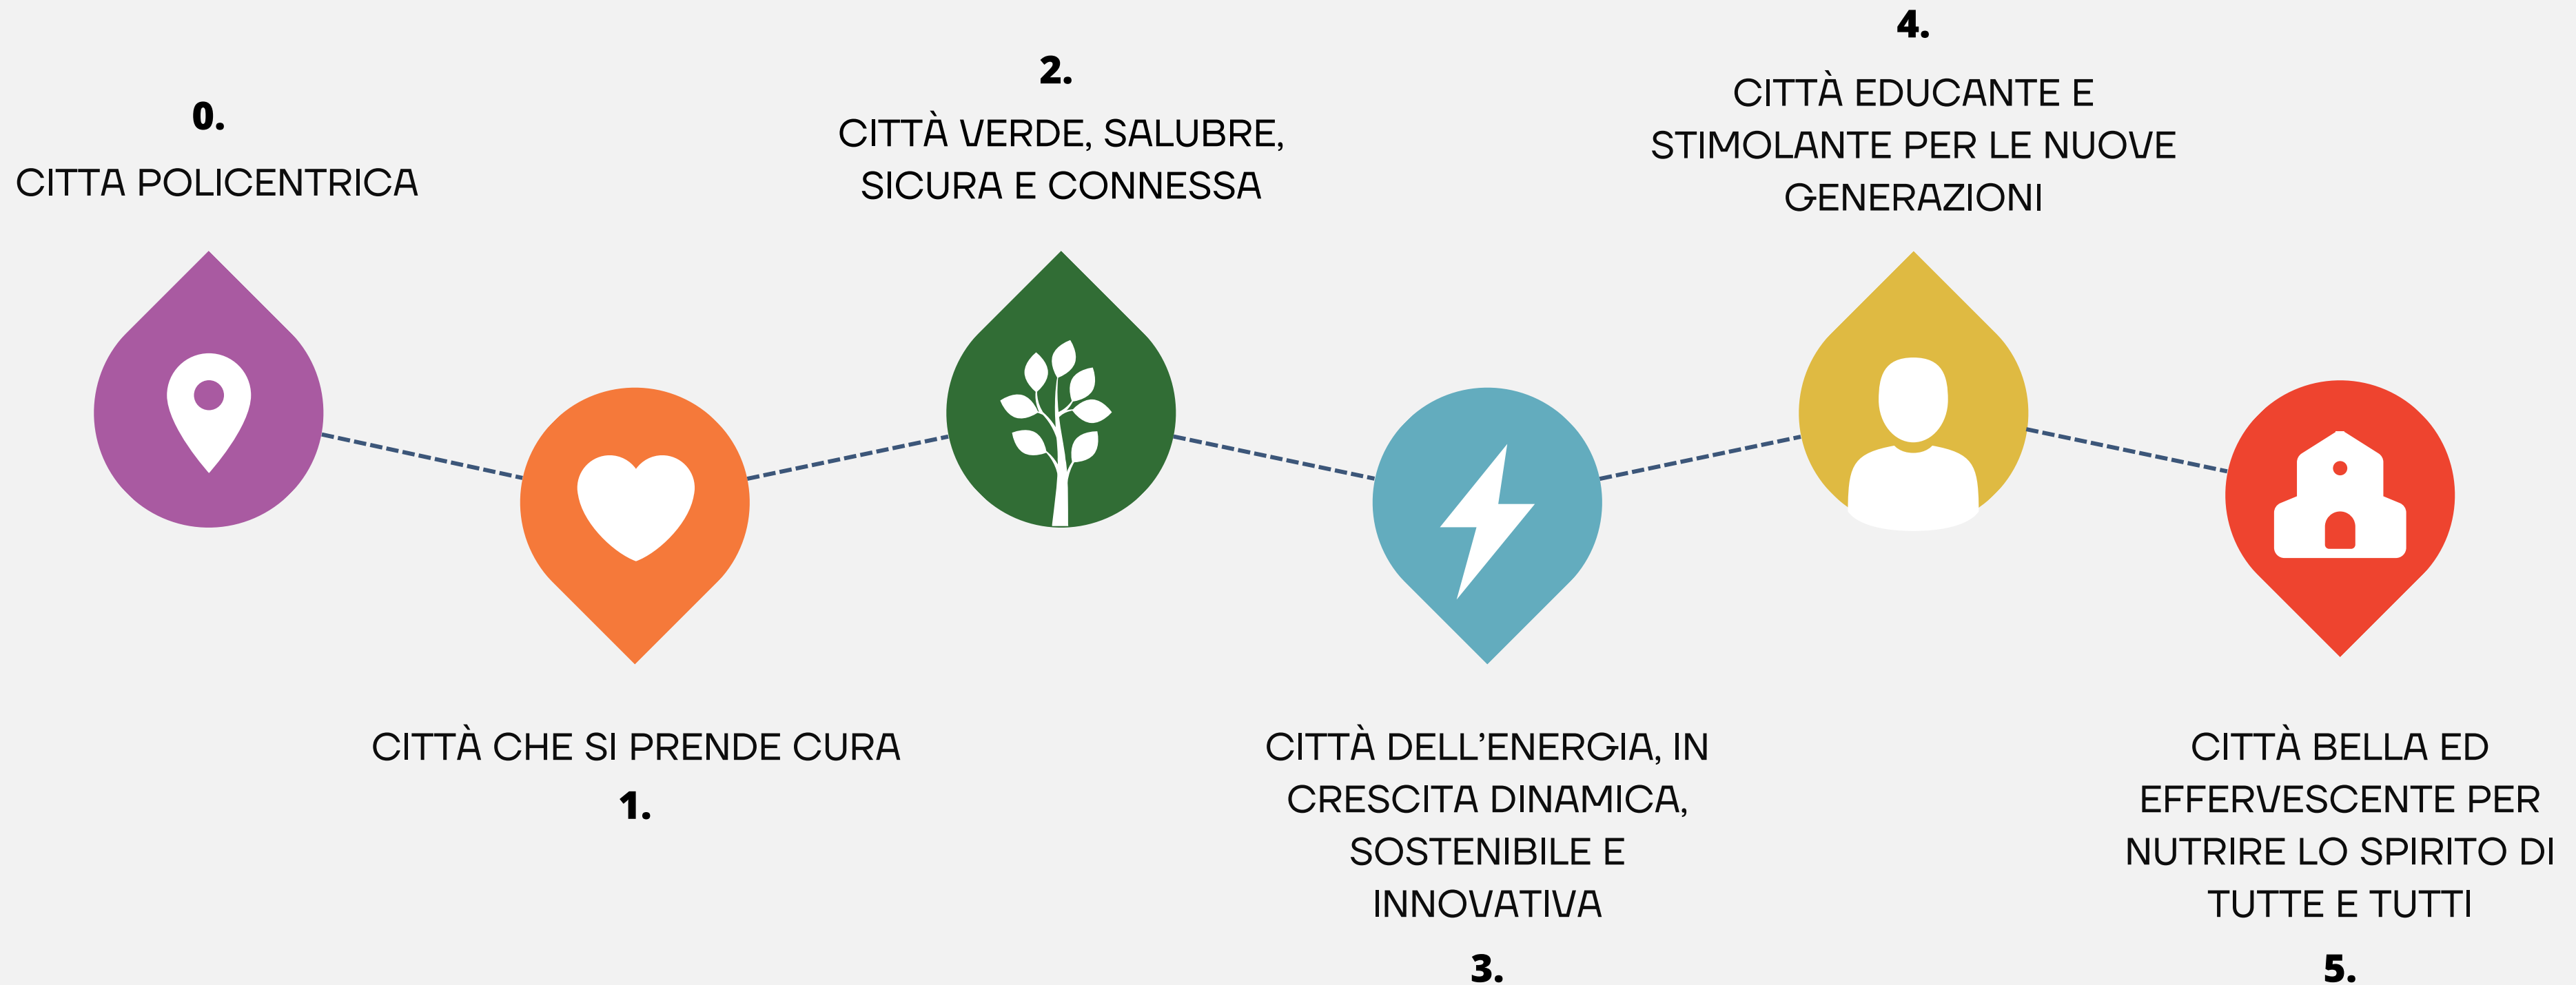 0.
CITTA POLICENTRICA
CITTÀ CHE SI PRENDE CURA
1.
2.
CITTÀ VERDE, SALUBRE,
SICURA E CONNESSA
CITTÀ DELL’ENERGIA, IN
CRESCITA DINAMICA,
SOSTENIBILE E
INNOVATIVA
3.
4.
CITTÀ EDUCANTE E
STIMOLANTE PER LE NUOVE
GENERAZIONI
CITTÀ BELLA ED
EFFERVESCENTE PER
NUTRIRE LO SPIRITO DI
TUTTE E TUTTI
5.